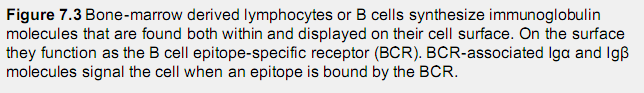 Figure 7.3 Bone-marrow derived lymphocytes or B cells synthesize immunoglobulin
molecules that are found both within and displayed on their cell surface. On the surface
they function as the B cell epitope-specific receptor (BCR). BCR-associated Igα and Igβ
molecules signal the cell when an epitope is bound by the BCR.